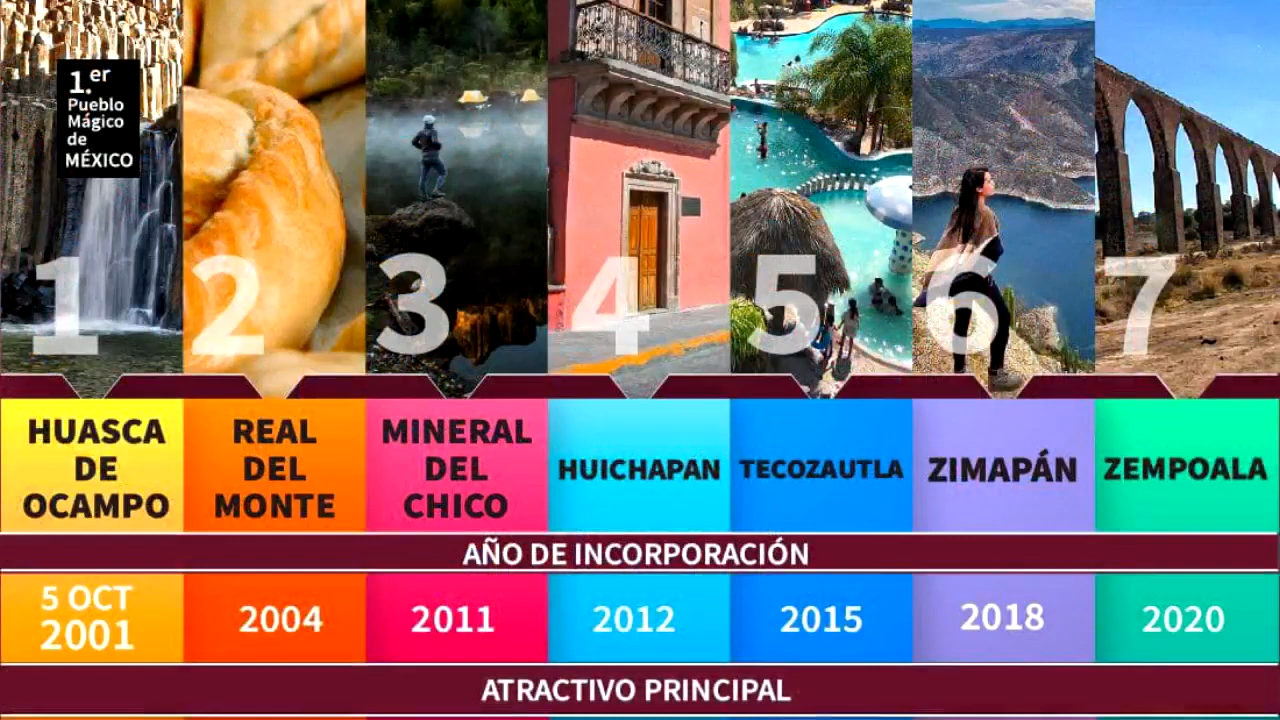 1.er
Pueblo
Mágico
de
MÉXICO
1 2 3 4 5 6 7
HUASCA
DE
OCAMPO
REAL
DEL
MONTE
MINERAL
DEL
CHICO
HUICHAPAN
TECOZAUTLA
ZIMAPÁN
ZEMPOALA
AÑO DE INCORPORACIÓN
5 OCT
2001
2004
2011
2012
2015
2018
2020
ATRACTIVO PRINCIPAL